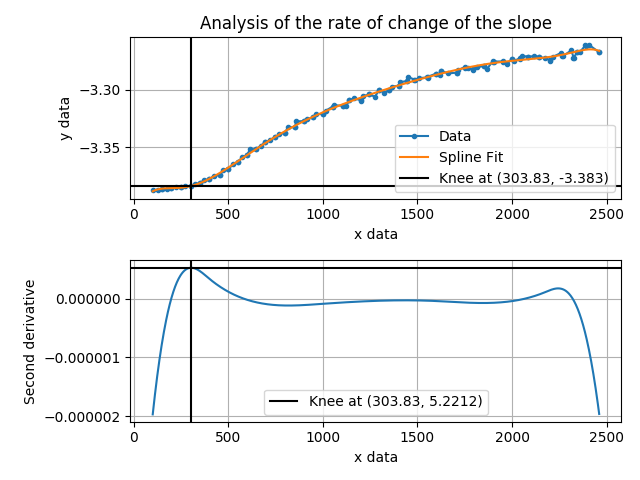 Analysis of the rate of change of the slope
−3.30
−3.35
y data
Data
Spline Fit
Knee at (303.83, -3.383)
0 500 1000 1500 2000 2500
x data
0.000000
−0.000001
−0.000002
Second derivative
Knee at (303.83, 5.2212)
0 500 1000 1500 2000 2500
x data